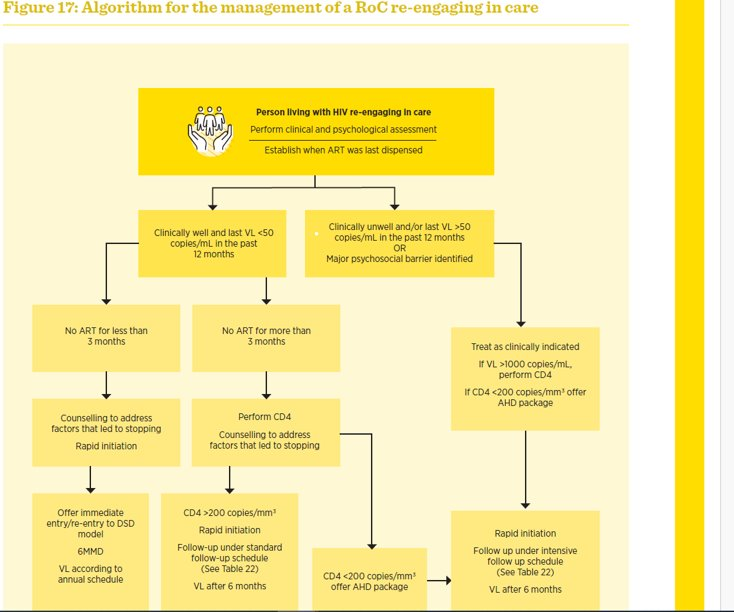 Figure 17: Algorithm for the management of a RoC re-engaging in care
Person living with HIV re-engaging in care
Perform clinical and psychological assessment
Establish when ART was last dispensed
Clinically well and last VL <50
copies/mL in the past
12 months
Clinically unwell and/or last VL >50
copies/mL in the past 12 months
OR
Major psychosocial barrier identified
No ART for less than
3 months
No ART for more than
3 months
Treat as clinically indicated
If VL >1000 copies/mL,
perform CD4
If CD4 <200 copies/mm³ offer
AHD package
Counselling to address
factors that led to stopping
Rapid initiation
Perform CD4
Counselling to address
factors that led to stopping
Offer immediate
entry/re-entry to DSD
model
6MMD
VL according to
annual schedule
CD4 >200 copies/mm³
Rapid initiation
Follow-up under standard
follow-up schedule
(See Table 22)
VL after 6 months
CD4 <200 copies/mm³
offer AHD package
Rapid initiation
Follow up under intensive
follow up schedule
(See Table 22)
VL after 6 months